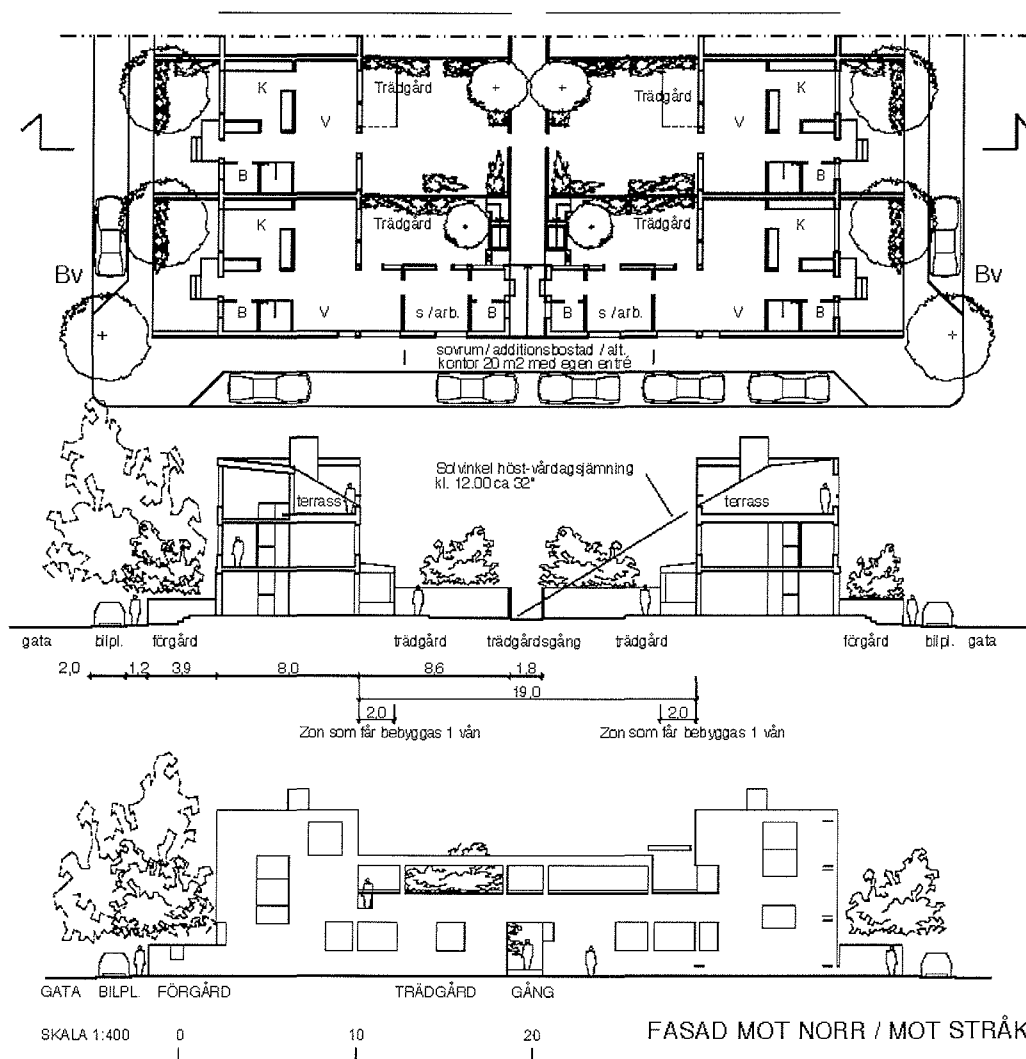 K Trädgård Trädgård K
V V
B B
K Trädgård Trädgård K
Bv Bv
B V s /arb. B B s /arb. V B
sovrum / additionsbostad / alt.
kontor 20 m2 med egen entré
Solvinkel höst-vårdagsjämning
kl. 12.00 ca 32°
terrass terrass
gata bilpl. förgård trädgård trädgårdsgång trädgård förgård bilpl. gata
2,0 1,2 3,9 8,0 8,6 1,8
19,0
2,0 2,0
Zon som får bebyggas 1 vån Zon som får bebyggas 1 vån
GATA BILPL. FÖRGÅRD TRÄDGÅRD GÅNG
SKALA 1:400 0 10 20 FASAD MOT NORR / MOT STRÅK